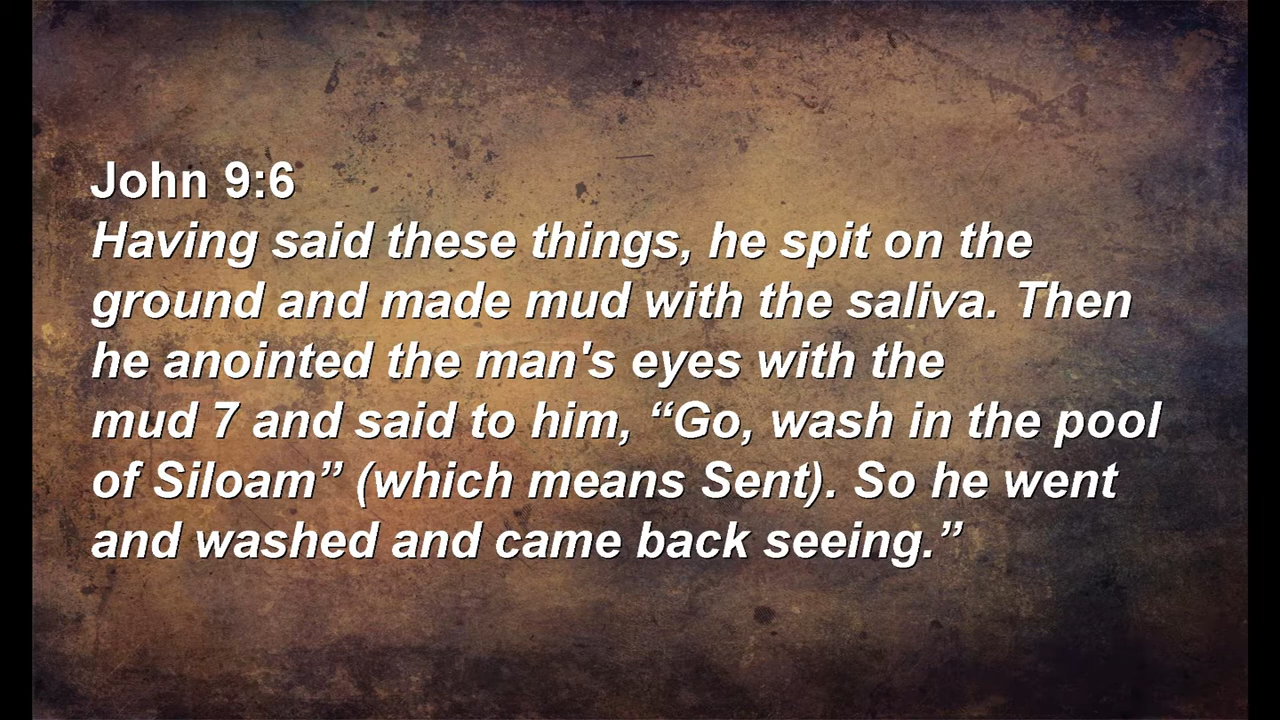 John 9:6
Having said these things, he spit on the
ground and made mud with the saliva. Then
he anointed the man's eyes with the
mud 7 and said to him, “Go, wash in the pool
of Siloam” (which means Sent). So he went
and washed and came back seeing.”